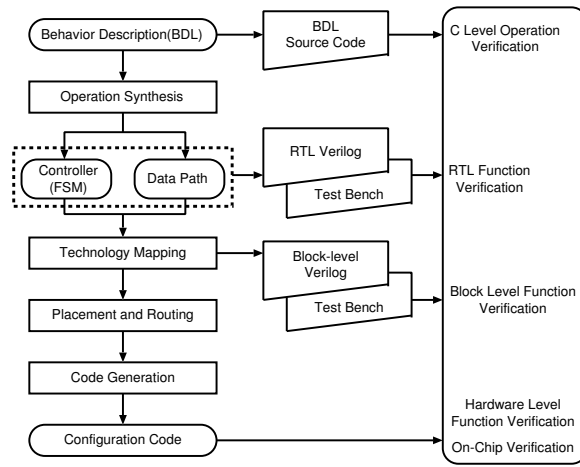 Behavior Description(BDL)
BDL
Source Code
C Level Operation
Verification
Operation Synthesis
Controller
(FSM)
Data Path
RTL Verilog
Test Bench
RTL Function
Verification
Technology Mapping
Block-level
Verilog
Test Bench
Block Level Function
Verification
Placement and Routing
Code Generation
Hardware Level
Function Verification
Configuration Code
On-Chip Verification